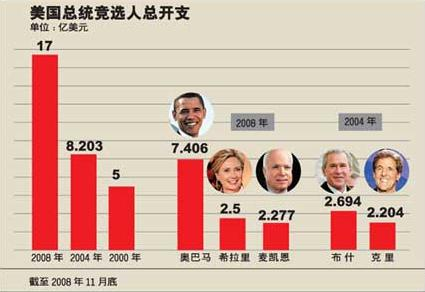 美国总统竞选人总开支
单位：亿美元
17
8.203
5
7.406
2.5
2.277
2.694
2.204
2008 年
2004 年
2008 年
2004 年
2000 年
奥巴马
希拉里
麦凯恩
布什
克里
截至 2008 年 11 月底